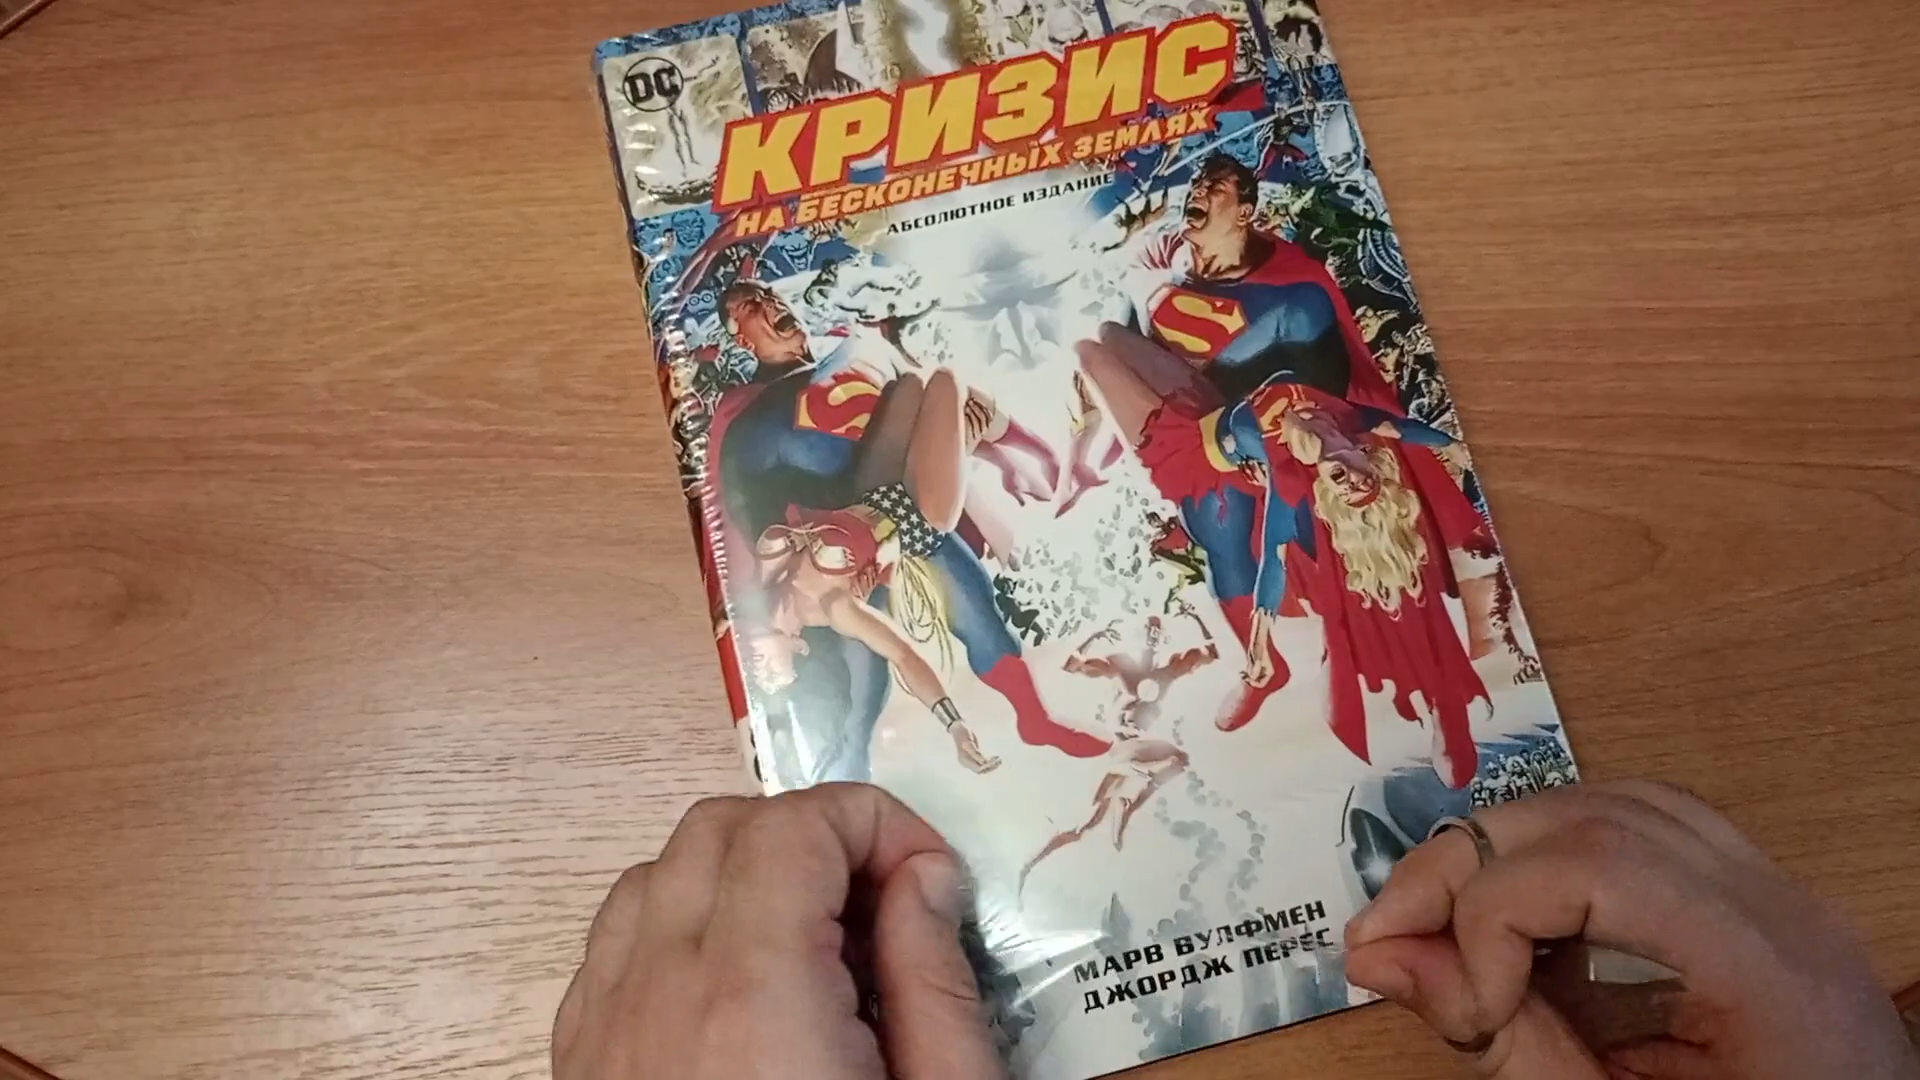 DC
КРИЗИС
НА БЕСКОНЕЧНЫХ ЗЕМЛЯХ
АБСОЛЮТНОЕ ИЗДАНИЕ
МАРВ ВУЛФМЕН
ДЖОРДЖ ПЕРЕС